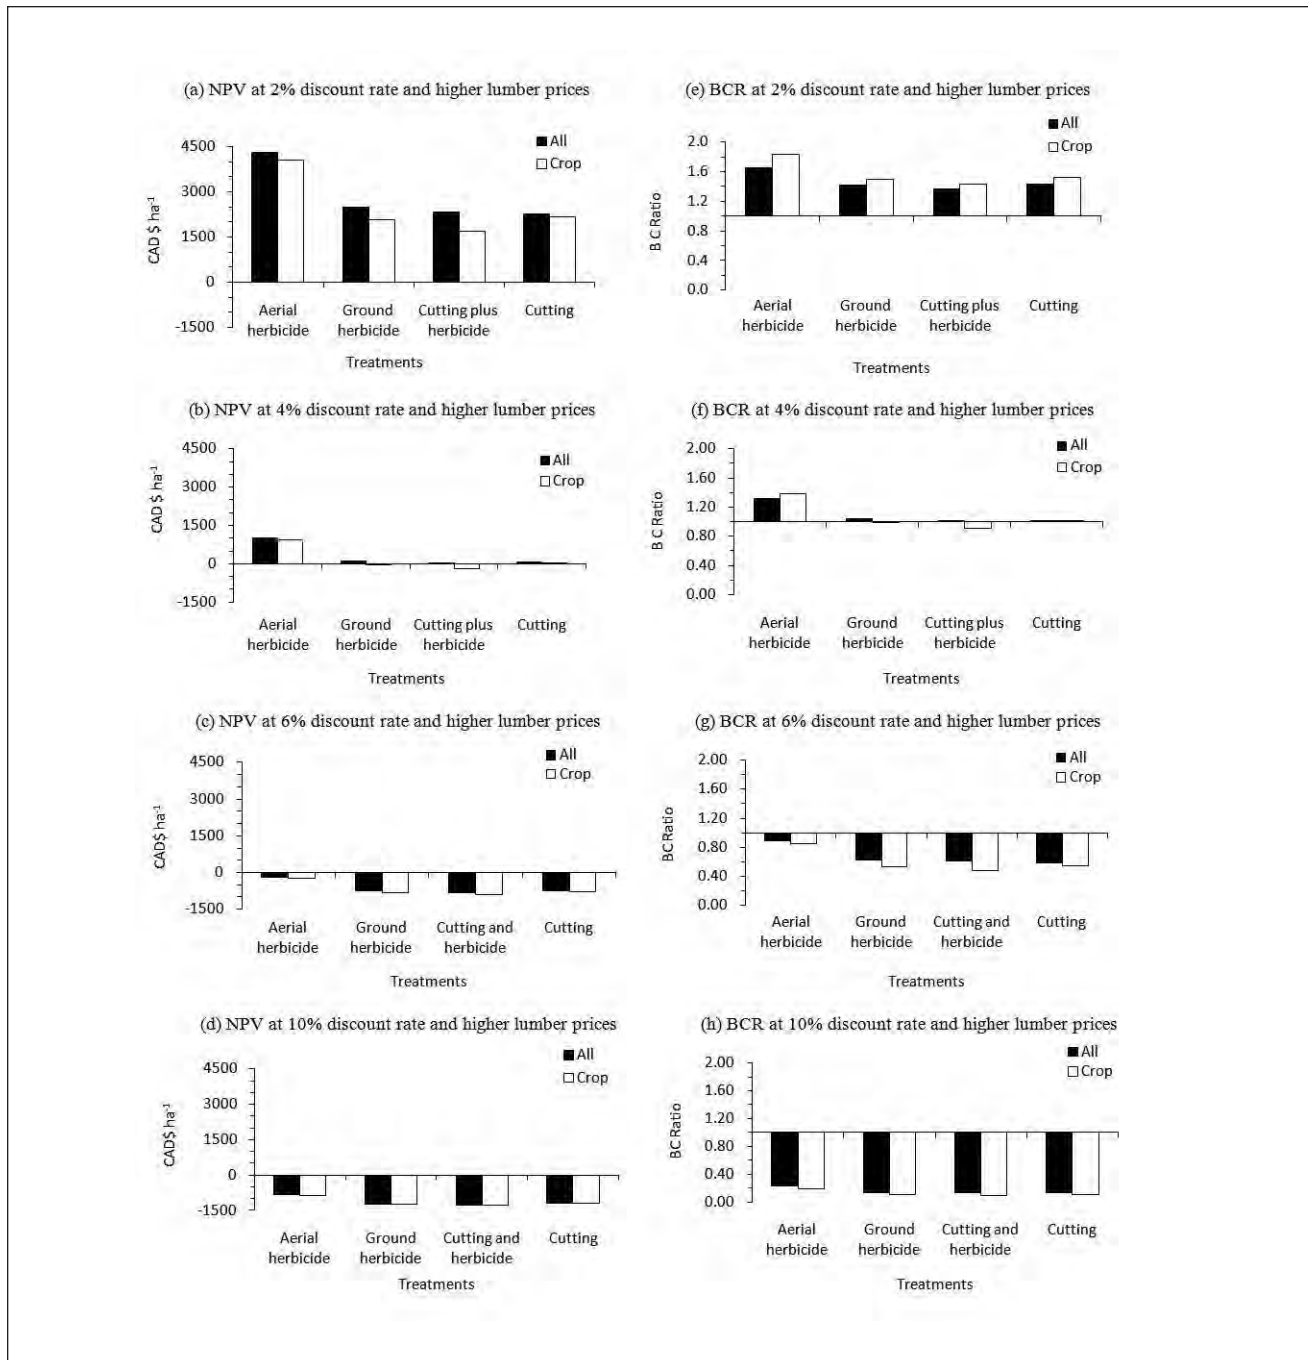 (a) NPV at 2% discount rate and higher lumber prices
All
Crop
4500
3000
1500
0
-1500
CAD $ ha⁻¹
Aerial herbicide
Ground herbicide
Cutting plus herbicide
Cutting
Treatments
(e) BCR at 2% discount rate and higher lumber prices
All
Crop
2.0
1.6
1.2
0.8
0.4
0.0
B C Ratio
Aerial herbicide
Ground herbicide
Cutting plus herbicide
Cutting
Treatments
(b) NPV at 4% discount rate and higher lumber prices
All
Crop
4500
3000
1500
0
-1500
CAD $ ha⁻¹
Aerial herbicide
Ground herbicide
Cutting plus herbicide
Cutting
Treatments
(f) BCR at 4% discount rate and higher lumber prices
All
Crop
2.00
1.60
1.20
0.80
0.40
0.00
B C Ratio
Aerial herbicide
Ground herbicide
Cutting plus herbicide
Cutting
Treatments
(c) NPV at 6% discount rate and higher lumber prices
All
Crop
4500
3000
1500
0
-1500
CAD$ ha⁻¹
Aerial herbicide
Ground herbicide
Cutting and herbicide
Cutting
Treatments
(g) BCR at 6% discount rate and higher lumber prices
All
Crop
2.00
1.60
1.20
0.80
0.40
0.00
BC Ratio
Aerial herbicide
Ground herbicide
Cutting and herbicide
Cutting
Treatments
(d) NPV at 10% discount rate and higher lumber prices
All
Crop
4500
3000
1500
0
-1500
CAD$ ha⁻¹
Aerial herbicide
Ground herbicide
Cutting and herbicide
Cutting
Treatments
(h) BCR at 10% discount rate and higher lumber prices
All
Crop
2.00
1.60
1.20
0.80
0.40
0.00
BC Ratio
Aerial herbicide
Ground herbicide
Cutting and herbicide
Cutting
Treatments